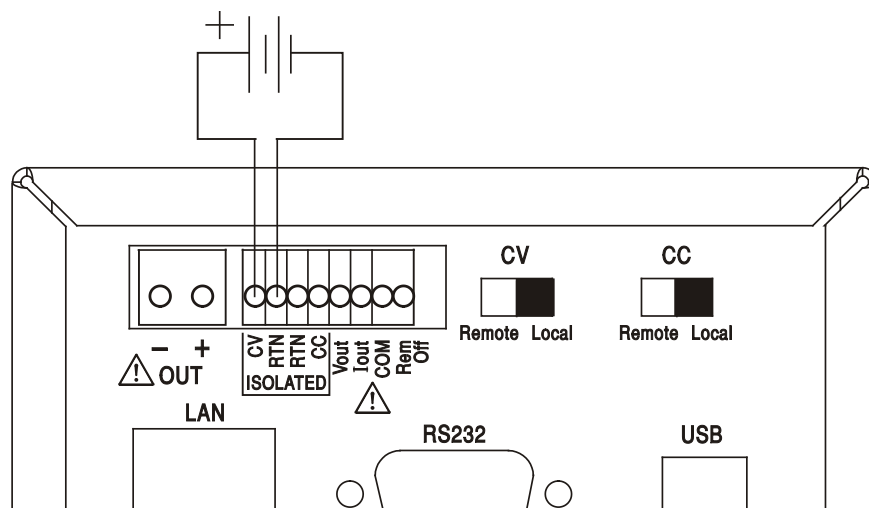 +
CV
CC
Remote Local
Remote Local
− +
OUT
CV
RTN
RTN
CC
Vout
Iout
COM
Rem
Off
ISOLATED
LAN
RS232
USB